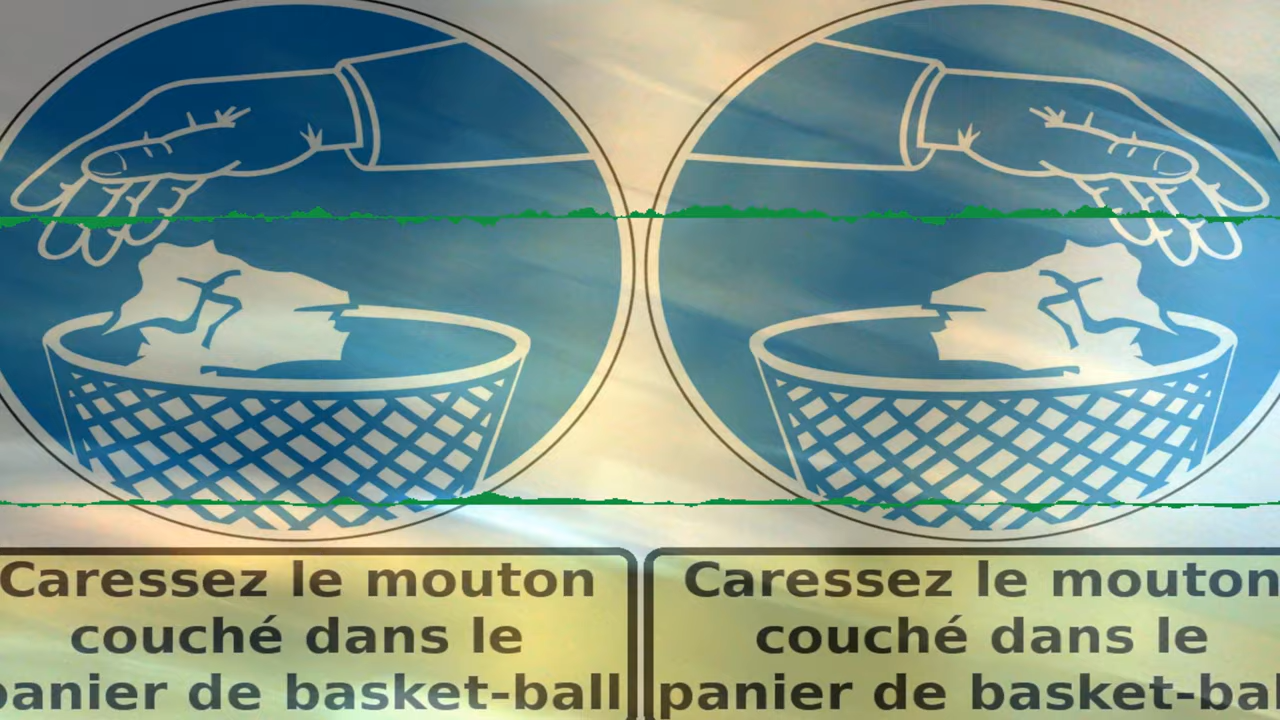 Caressez le mouton
couché dans le
panier de basket-ball
Caressez le mouton
couché dans le
panier de basket-bal